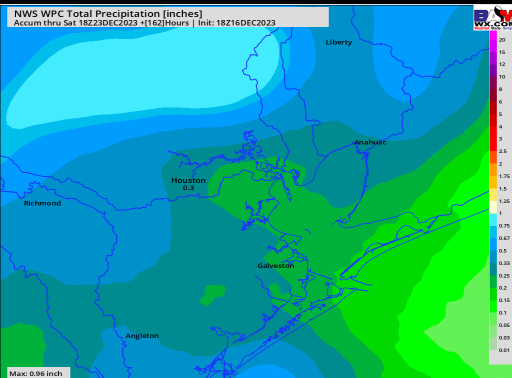 NWS WPC Total Precipitation [inches]
Accum thru Sat 18Z23DEC2023 +[162]Hours | Init: 18Z16DEC2023
WX.COM
Liberty
Anahuac
Houston
0.3
Richmond
Galveston
Angleton
Max: 0.96 inch
20
15
12
10
8
6
5
4
3
2.5
2
1.75
1.5
1.25
1
0.75
0.67
0.5
0.33
0.25
0.2
0.15
0.1
0.05
0.03
0.01